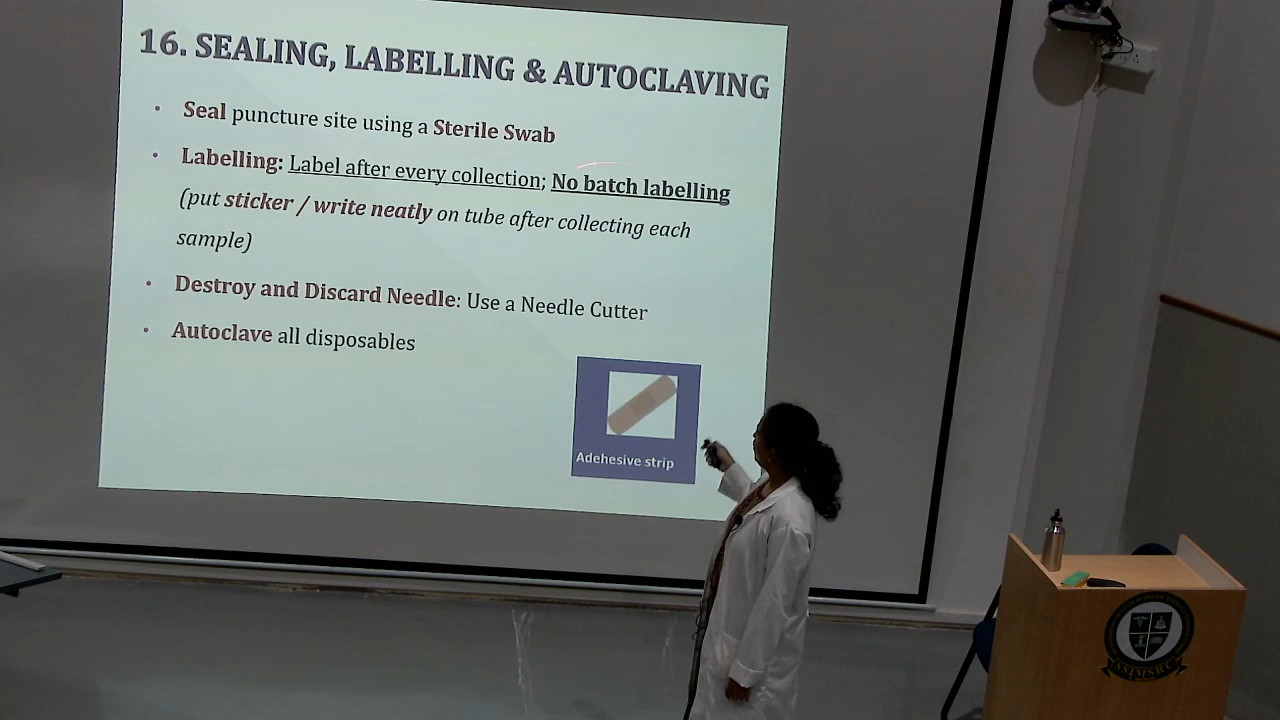 16. SEALING, LABELLING & AUTOCLAVING
• Seal puncture site using a Sterile Swab
• Labelling: Label after every collection; No batch labelling
(put sticker / write neatly on tube after collecting each
sample)
• Destroy and Discard Needle: Use a Needle Cutter
• Autoclave all disposables
Adehesive strip
SSIMSRC